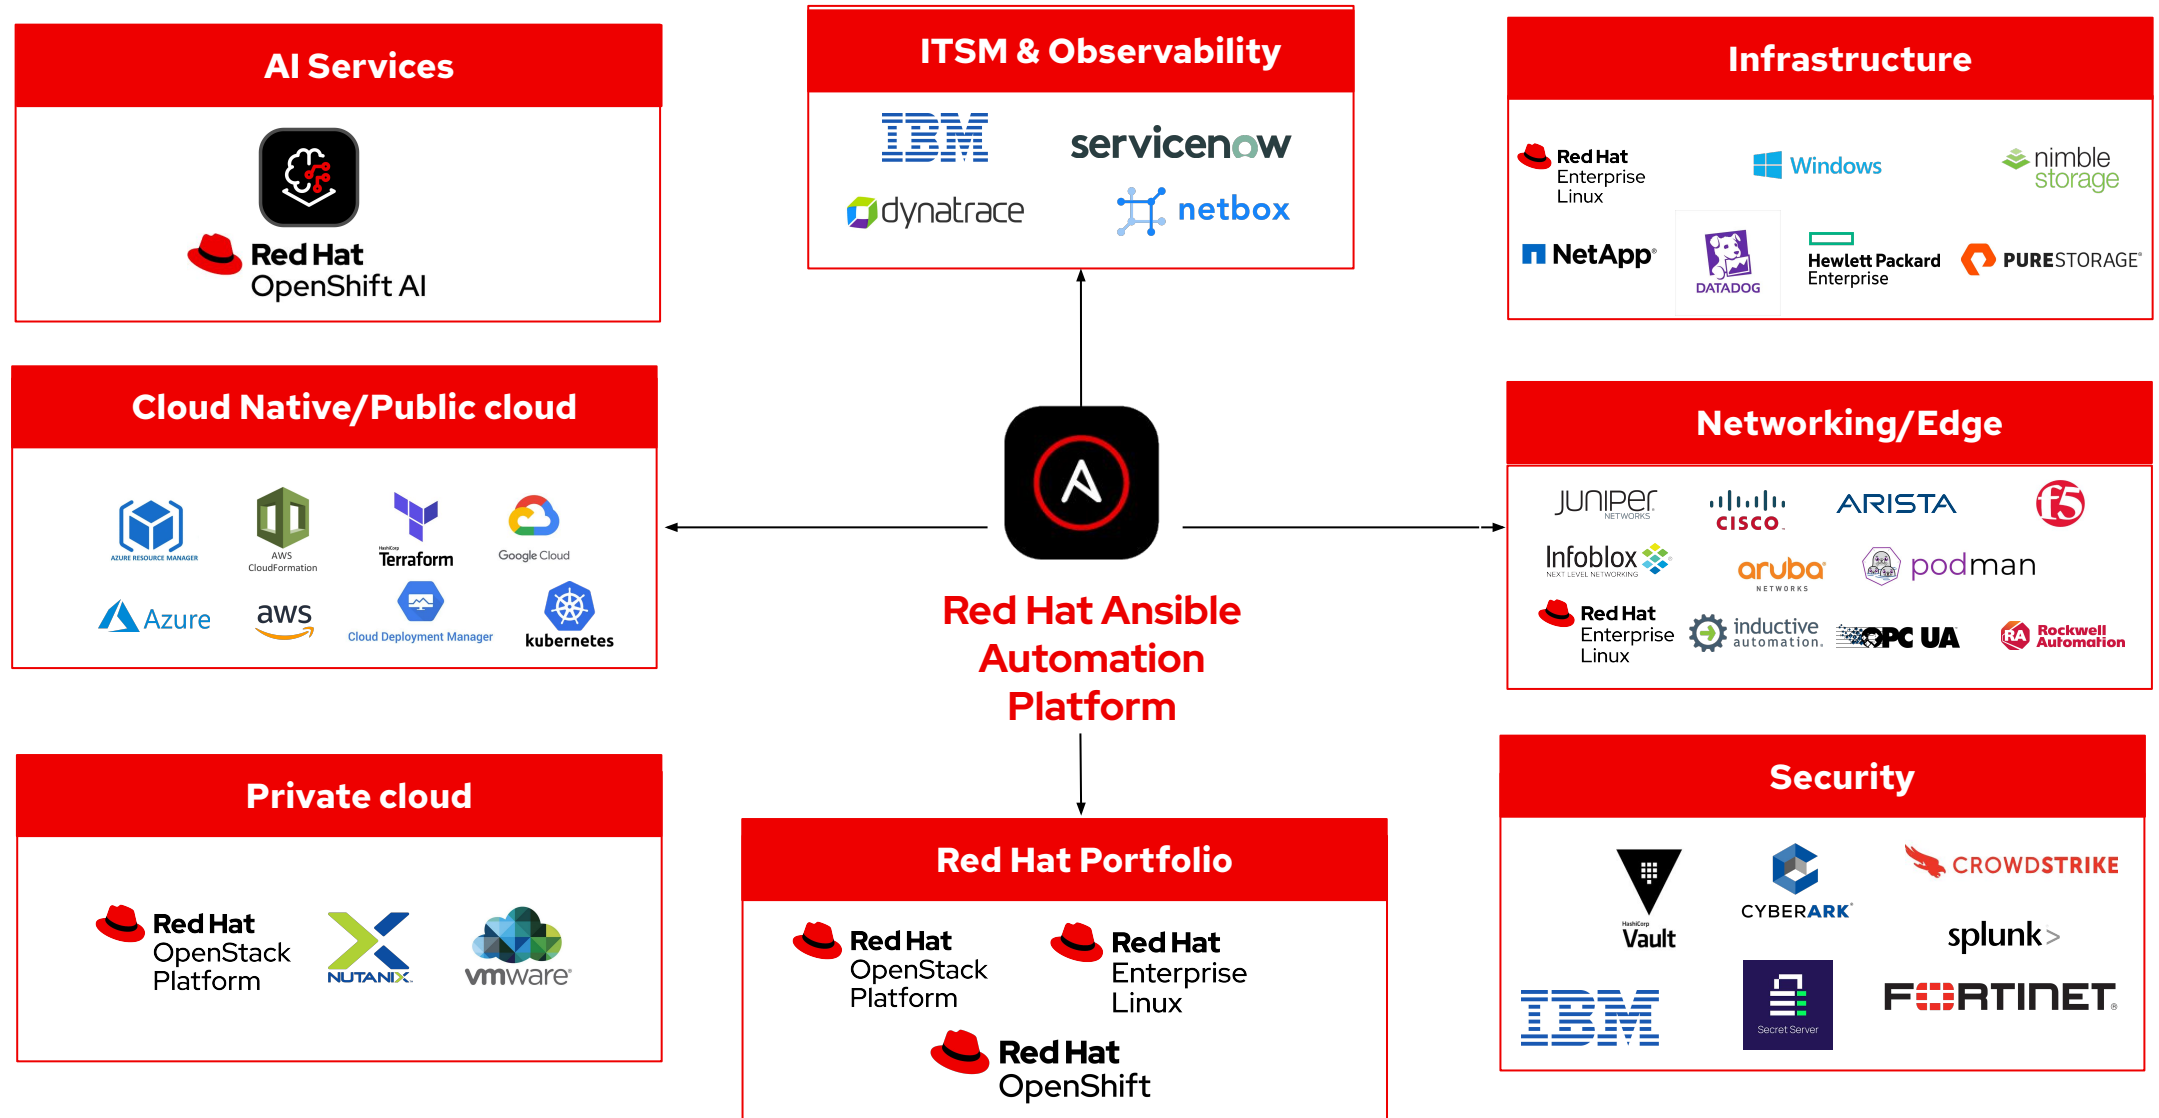 AI Services
Red Hat
OpenShift AI
ITSM & Observability
IBM
servicenow
dynatrace
netbox
Infrastructure
Red Hat
Enterprise
Linux
Windows
nimble
storage
NetApp®
DATADOG
Hewlett Packard
Enterprise
PURESTORAGE®
Cloud Native/Public cloud
AZURE RESOURCE MANAGER
AWS
CloudFormation
HashiCorp
Terraform
Google Cloud
Azure
aws
Cloud Deployment Manager
kubernetes
Red Hat Ansible
Automation
Platform
Networking/Edge
JUNIPER
NETWORKS
CISCO
ARISTA
f5
Infoblox
NEXT LEVEL NETWORKING
aruba
NETWORKS
podman
Red Hat
Enterprise
Linux
inductive
automation.
OPC UA
RA
Rockwell
Automation
Private cloud
Red Hat
OpenStack
Platform
NUTANIX
vmware®
Red Hat Portfolio
Red Hat
OpenStack
Platform
Red Hat
Enterprise
Linux
Red Hat
OpenShift
Security
HashiCorp
Vault
CYBERARK®
CROWDSTRIKE
splunk>
IBM
Secret Server
FORTINET®